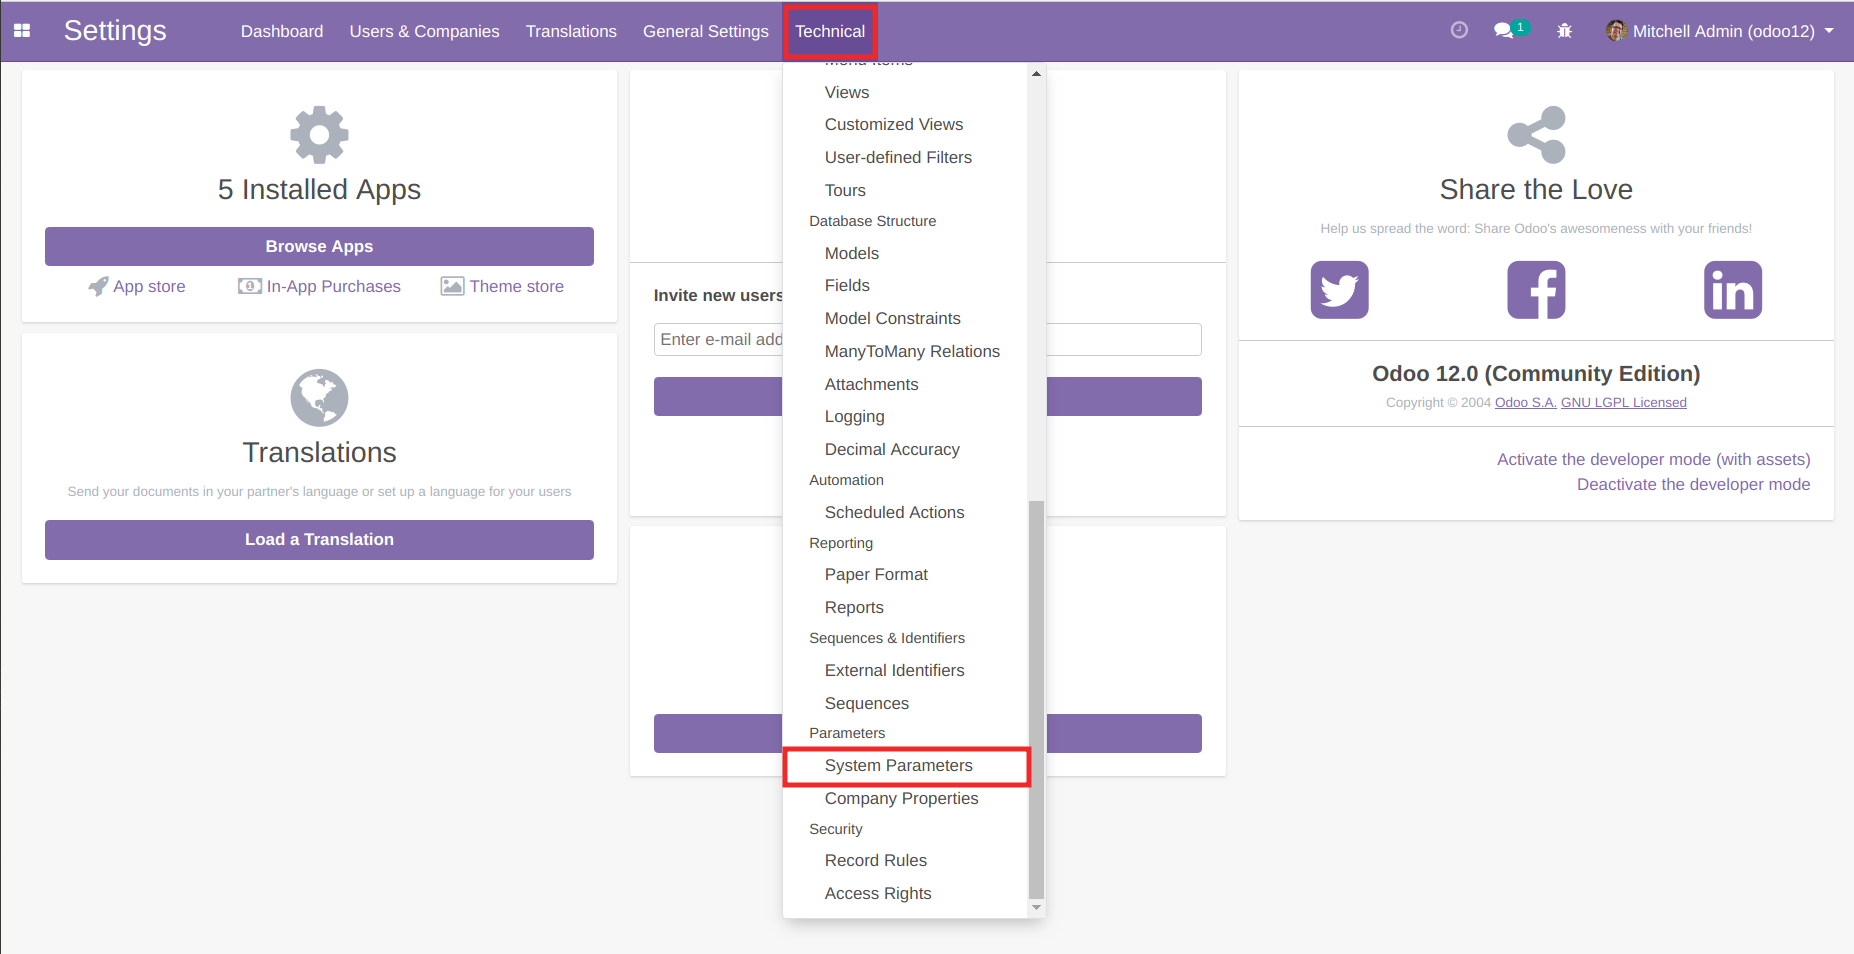 Settings
Dashboard
Users & Companies
Translations
General Settings
Technical
1
Mitchell Admin (odoo12)
5 Installed Apps
Browse Apps
App store
In-App Purchases
Theme store
Translations
Send your documents in your partner's language or set up a language for your users
Load a Translation
Invite new users
Enter e-mail add
Menu Items
Views
Customized Views
User-defined Filters
Tours
Database Structure
Models
Fields
Model Constraints
ManyToMany Relations
Attachments
Logging
Decimal Accuracy
Automation
Scheduled Actions
Reporting
Paper Format
Reports
Sequences & Identifiers
External Identifiers
Sequences
Parameters
System Parameters
Company Properties
Security
Record Rules
Access Rights
Share the Love
Help us spread the word: Share Odoo's awesomeness with your friends!
Odoo 12.0 (Community Edition)
Copyright © 2004 Odoo S.A. GNU LGPL Licensed
Activate the developer mode (with assets)
Deactivate the developer mode